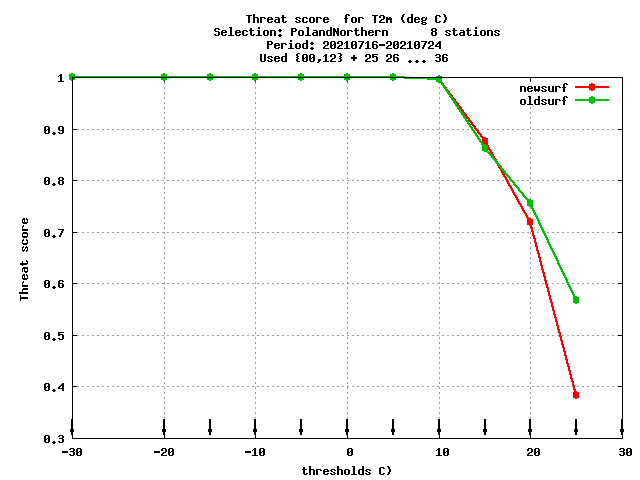 Threat score  for T2m (deg C)
Selection: PolandNorthern      8 stations
Period: 20210716-20210724
Used {00,12} + 25 26 ... 36
newsurf
oldsurf
1
0.9
0.8
0.7
0.6
0.5
0.4
0.3
Threat score
-30 -20 -10 0 10 20 30
thresholds C)